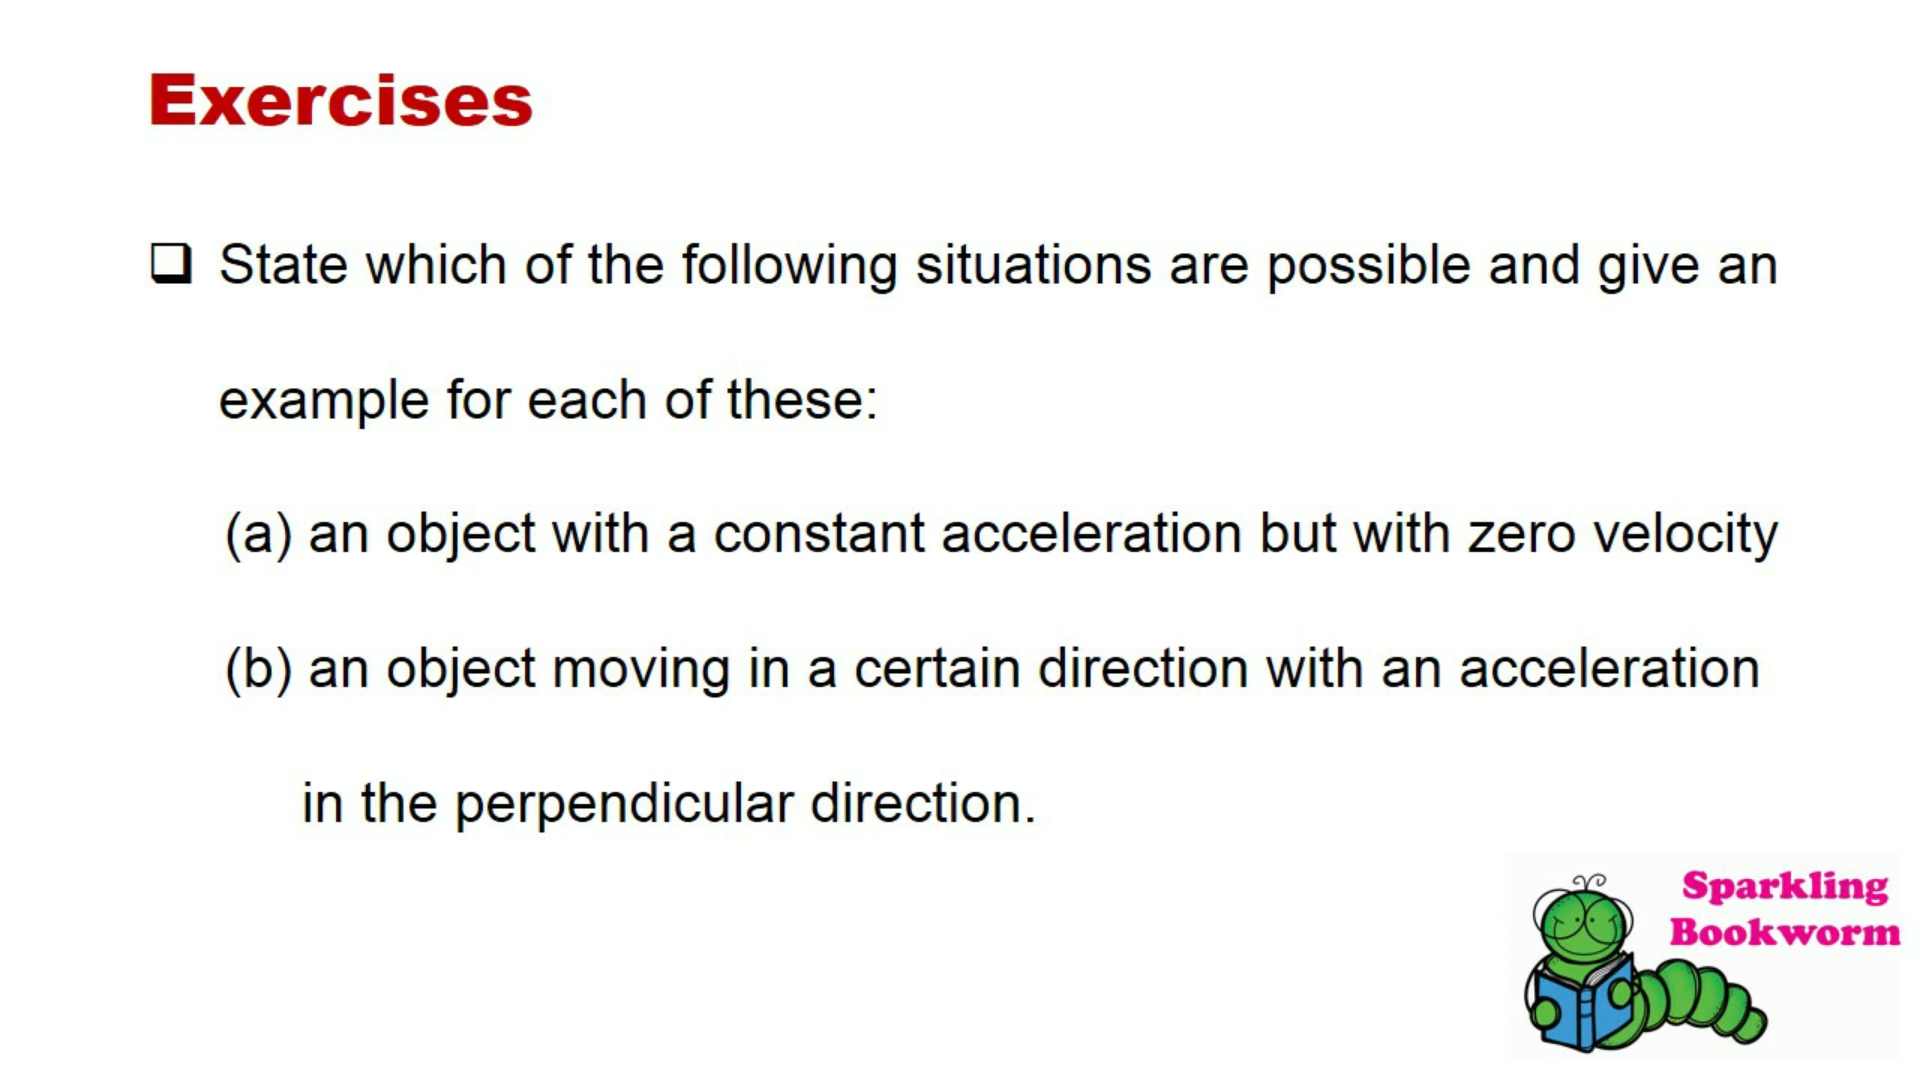 Exercises
State which of the following situations are possible and give an
example for each of these:
(a) an object with a constant acceleration but with zero velocity
(b) an object moving in a certain direction with an acceleration
in the perpendicular direction.
Sparkling
Bookworm